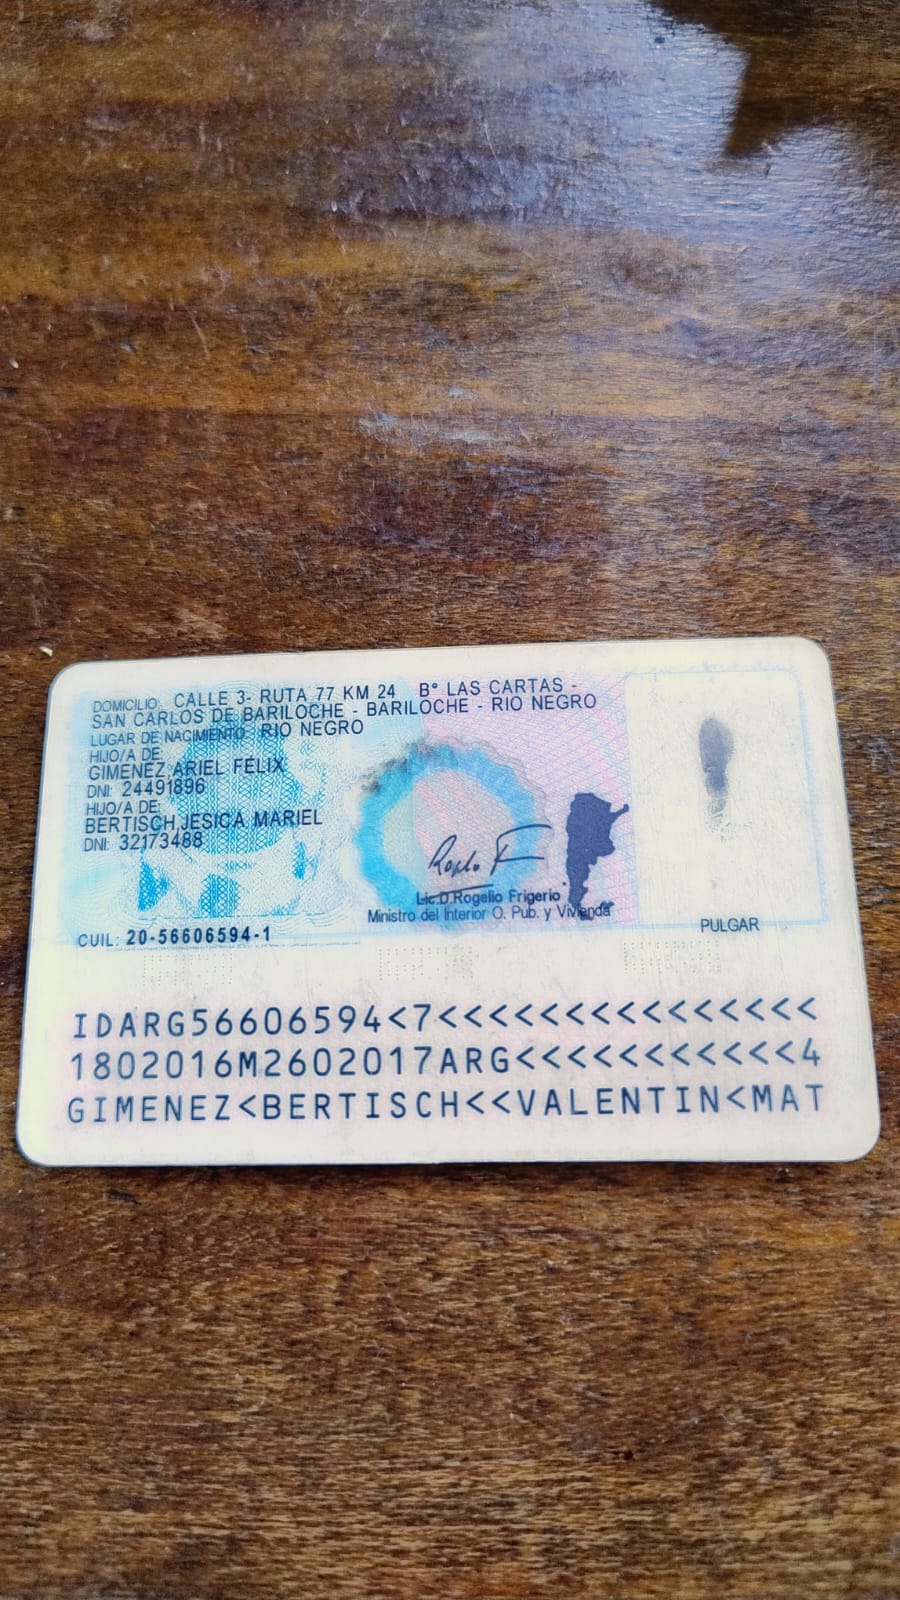 DOMICILIO: CALLE 3- RUTA 77 KM 24 B° LAS CARTAS -
SAN CARLOS DE BARILOCHE - BARILOCHE - RIO NEGRO
LUGAR DE NACIMIENTO: RIO NEGRO
HIJO/A DE:
GIMENEZ,ARIEL FELIX
DNI: 24491896
HIJO/A DE:
BERTISCH,JESICA MARIEL
DNI: 32173488
Lic.D.Rogelio Frigerio
Ministro del Interior O. Pub. y Vivienda
PULGAR
CUIL: 20-56606594-1
IDARG56606594<7<<<<<<<<<<<<<<<
1802016M2602017ARG<<<<<<<<<<<4
GIMENEZ<BERTISCH<<VALENTIN<MAT